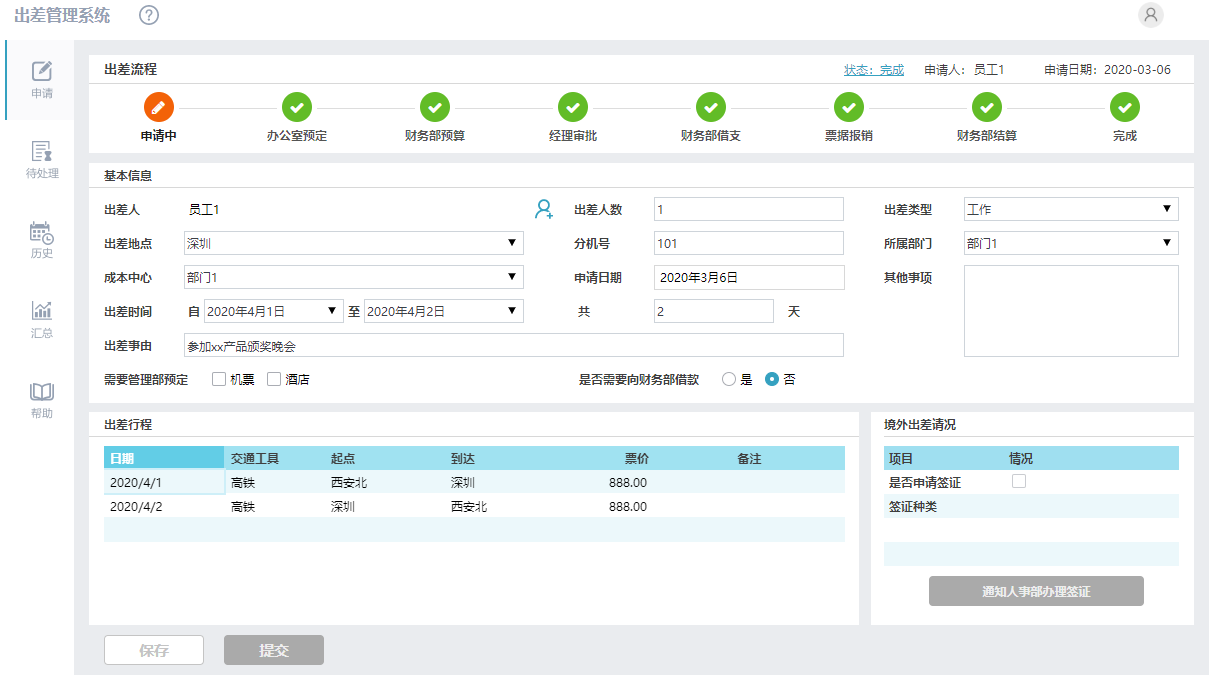 出差管理系统 ?
申请
待处理
历史
汇总
帮助
出差流程 状态：完成 申请人：员工1 申请日期：2020-03-06
申请中 办公室预定 财务部预算 经理审批 财务部借支 票据报销 财务部结算 完成
基本信息
出差人 员工1 出差人数 1 出差类型 工作
出差地点 深圳 分机号 101 所属部门 部门1
成本中心 部门1 申请日期 2020年3月6日 其他事项
出差时间 自 2020年4月1日 至 2020年4月2日 共 2 天
出差事由 参加xx产品颁奖晚会
需要管理部预定 机票 酒店 是否需要向财务部借款 是 否
出差行程
日期 交通工具 起点 到达 票价 备注
2020/4/1 高铁 西安北 深圳 888.00
2020/4/2 高铁 深圳 西安北 888.00
境外出差情况
项目 情况
是否申请签证
签证种类
通知人事部办理签证
保存 提交